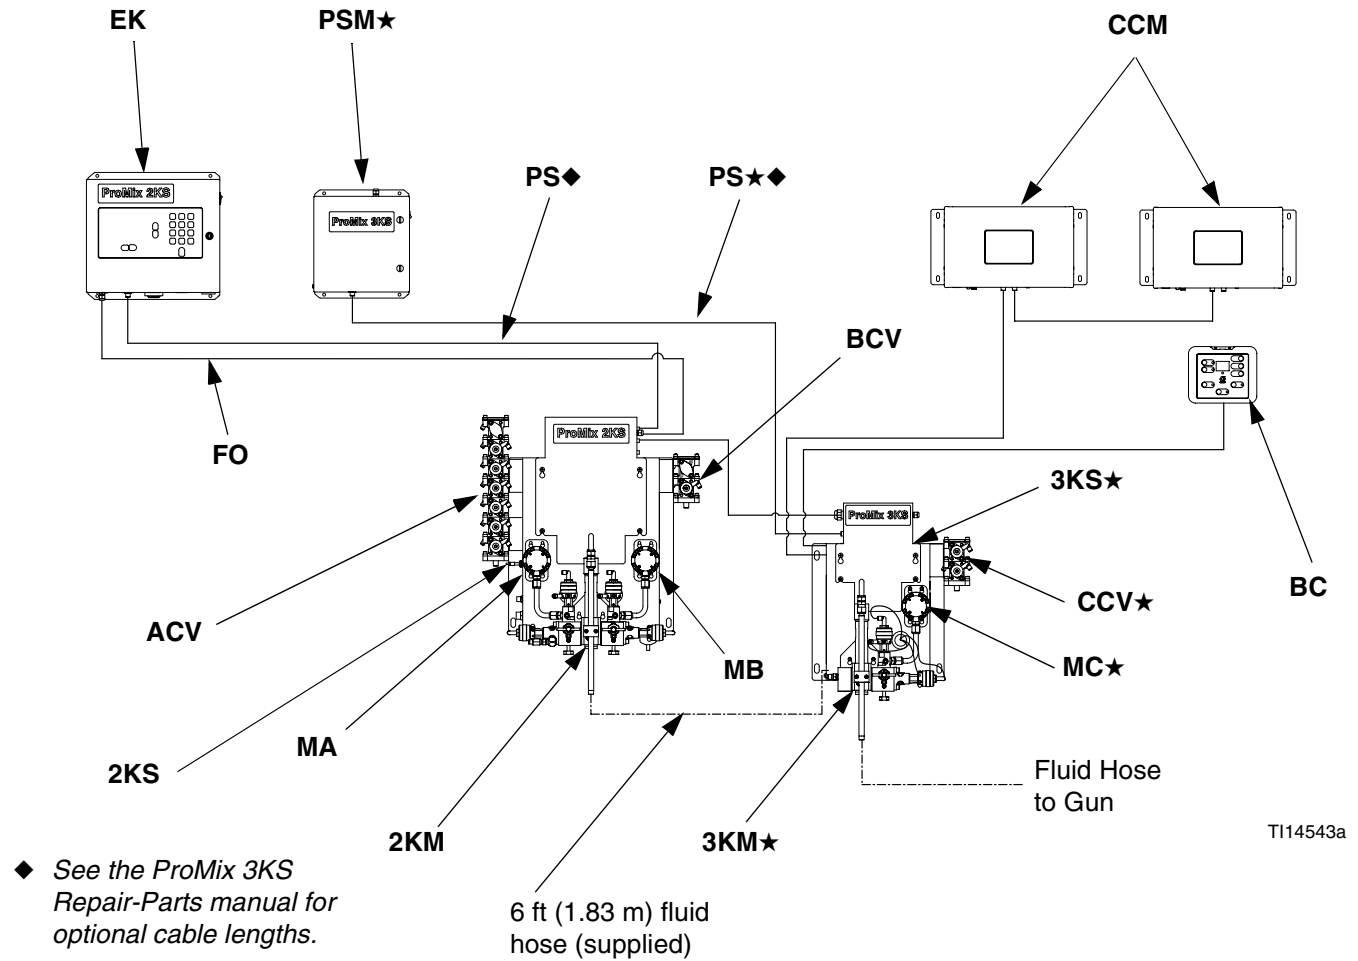 EK
PSM★
CCM
PS◆
PS★◆
ProMix 2KS
ProMix 3KS
BCV
FO
ProMix 2KS
3KS★
ProMix 3KS
BC
CCV★
ACV
MB
MC★
MA
2KS
Fluid Hose
to Gun
2KM
3KM★
TI14543a
◆ See the ProMix 3KS
Repair-Parts manual for
optional cable lengths.
6 ft (1.83 m) fluid
hose (supplied)